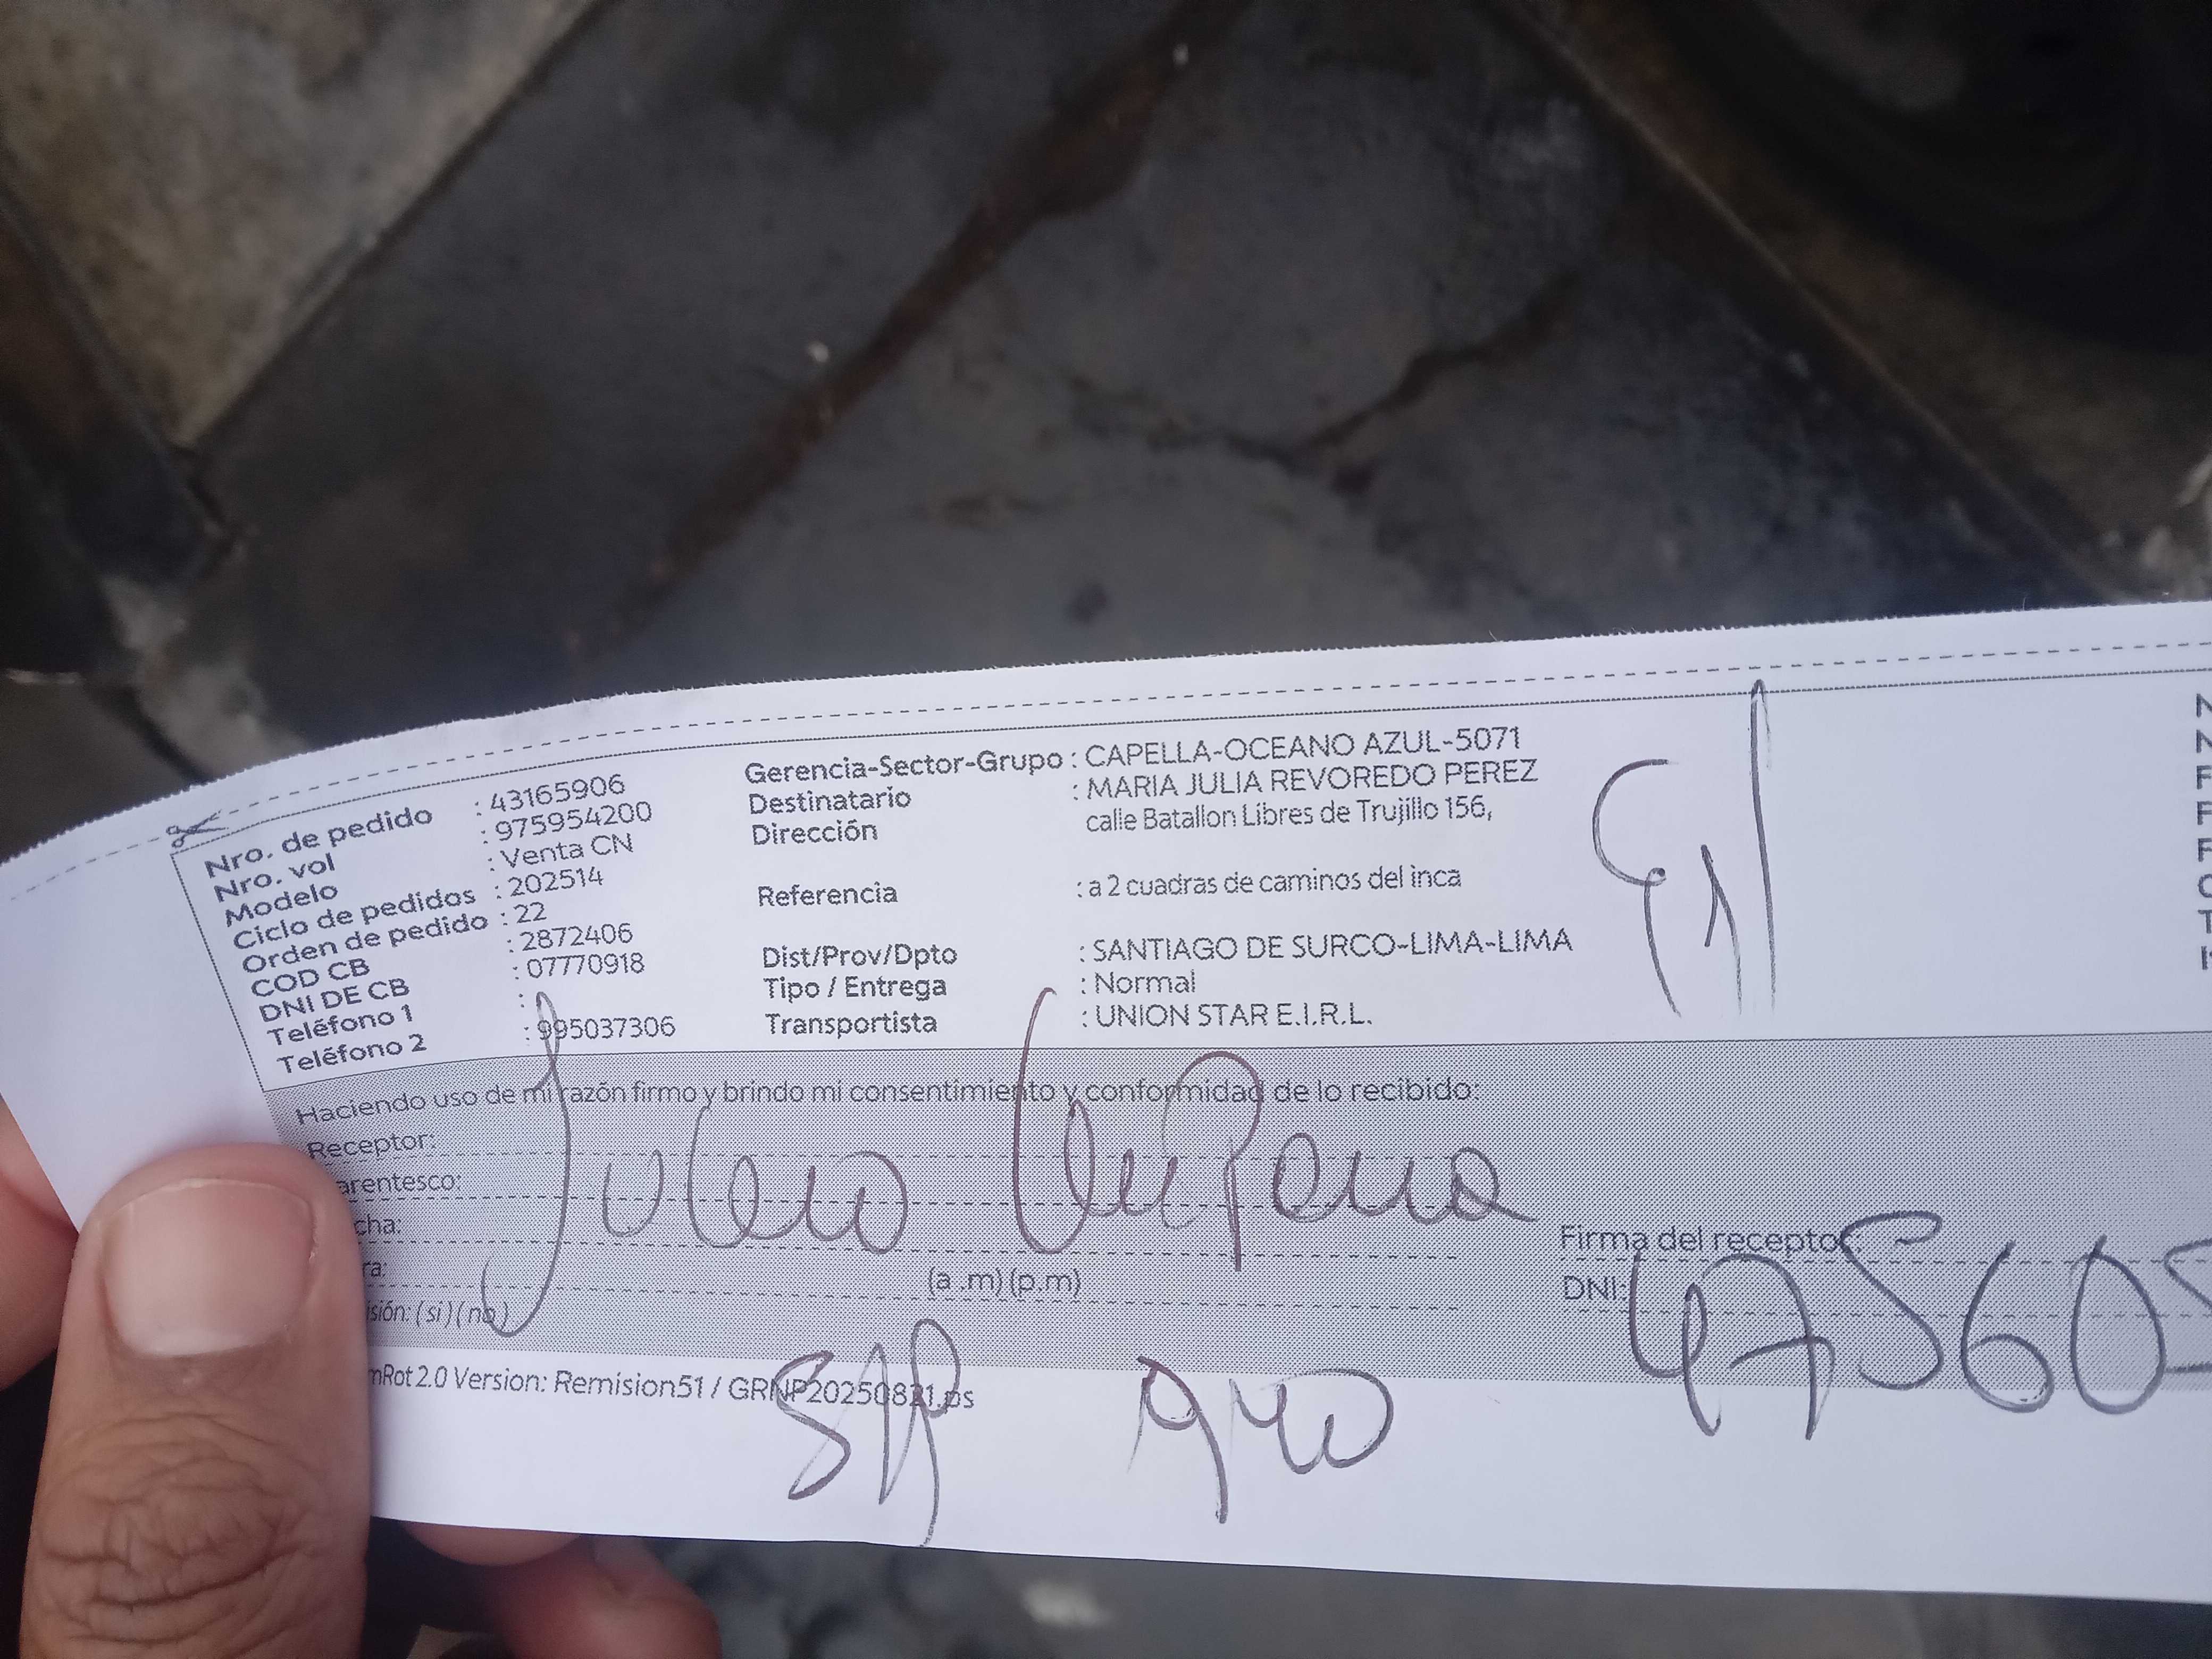 Nro. de pedido : 43165906
Nro. vol : 975954200
Modelo : Venta CN
Ciclo de pedidos : 202514
Orden de pedido : 22
COD CB : 2872406
DNI DE CB : 07770918
Teléfono 1 :
Teléfono 2 : 995037306
Gerencia-Sector-Grupo : CAPELLA-OCEANO AZUL-5071
Destinatario : MARIA JULIA REVOREDO PEREZ
Dirección calle Batallon Libres de Trujillo 156,
Referencia : a 2 cuadras de caminos del inca
Dist/Prov/Dpto : SANTIAGO DE SURCO-LIMA-LIMA
Tipo / Entrega : Normal
Transportista : UNION STAR E.I.R.L.
Haciendo uso de mi razón firmo y brindo mi consentimiento y conformidad de lo recibido:
Receptor:
arentesco:
cha:
ra: (a .m) (p.m)
isión: ( si ) ( no )
Firma del receptor
DNI: 475605
mRot 2.0 Version: Remision51 / GRNP20250821.ps